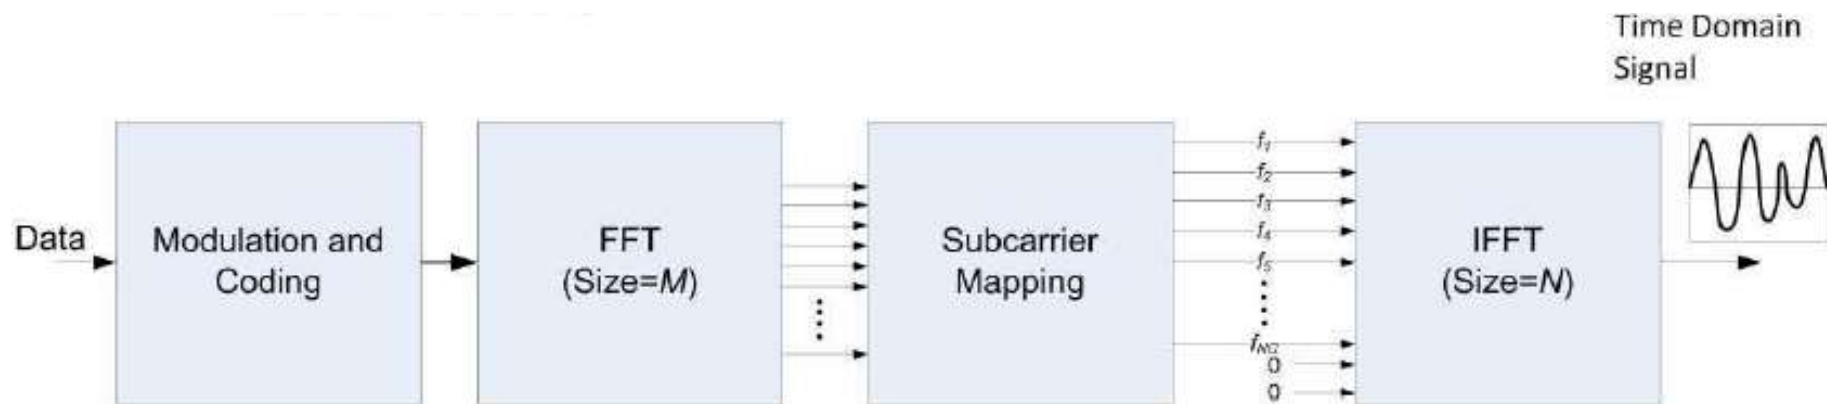 Time Domain
Signal
Data
Modulation and
Coding
FFT
(Size=M)
Subcarrier
Mapping
f1
f2
f3
f4
f5
0
0
IFFT
(Size=N)